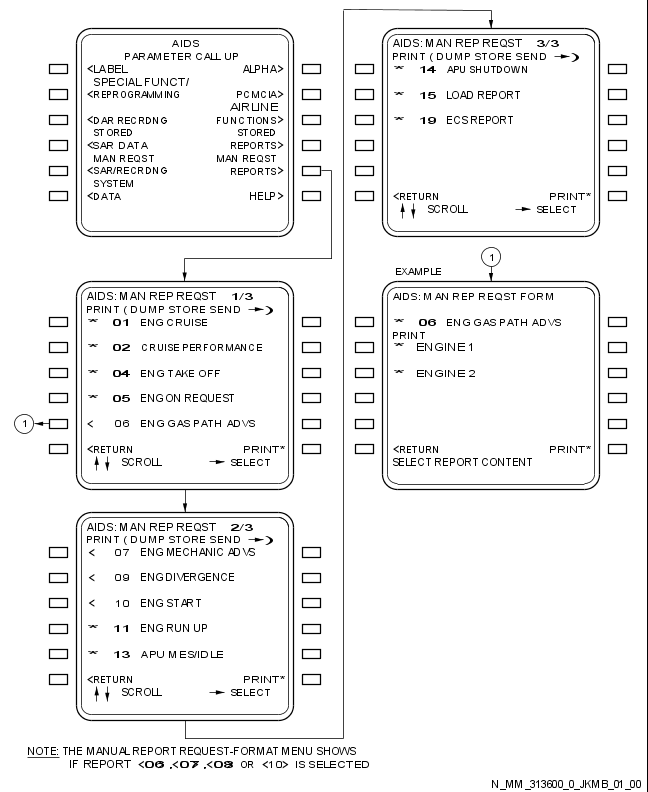 AIDS
PARAMETER CALL UP
<LABEL ALPHA>
SPECIAL FUNCT/
<REPROGRAMMING PCMCIA>
AIRLINE
<DAR RECRDNG FUNCTIONS>
STORED STORED
<SAR DATA REPORTS>
MAN REQST MAN REQST
<SAR/RECRDNG REPORTS>
SYSTEM
<DATA HELP>
AIDS: MAN REP REQST 1/3
PRINT ( DUMP STORE SEND → )
* 01 ENG CRUISE
* 02 CRUISE PERFORMANCE
* 04 ENG TAKE OFF
* 05 ENG ON REQUEST
1
< 06 ENG GAS PATH ADVS
<RETURN PRINT*
↑ ↓ SCROLL → SELECT
AIDS: MAN REP REQST 2/3
PRINT ( DUMP STORE SEND → )
< 07 ENG MECHANIC ADVS
< 09 ENG DIVERGENCE
< 10 ENG START
* 11 ENG RUN UP
* 13 APU MES/IDLE
<RETURN PRINT*
↑ ↓ SCROLL → SELECT
AIDS: MAN REP REQST 3/3
PRINT ( DUMP STORE SEND → )
* 14 APU SHUTDOWN
* 15 LOAD REPORT
* 19 ECS REPORT
<RETURN PRINT*
↑ ↓ SCROLL → SELECT
1
EXAMPLE
AIDS: MAN REP REQST FORM
* 06 ENG GAS PATH ADVS
PRINT
* ENGINE 1
* ENGINE 2
<RETURN PRINT*
SELECT REPORT CONTENT
NOTE: THE MANUAL REPORT REQUEST-FORMAT MENU SHOWS
IF REPORT <06 ,<07 ,<08 OR <10> IS SELECTED
N_MM_313600_0_JKMB_01_00